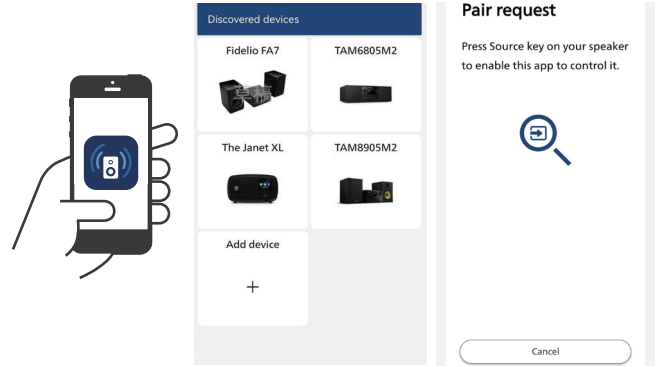 Discovered devices
Fidelio FA7
TAM6805M2
The Janet XL
TAM8905M2
Add device
Pair request
Press Source key on your speaker
to enable this app to control it.
Cancel